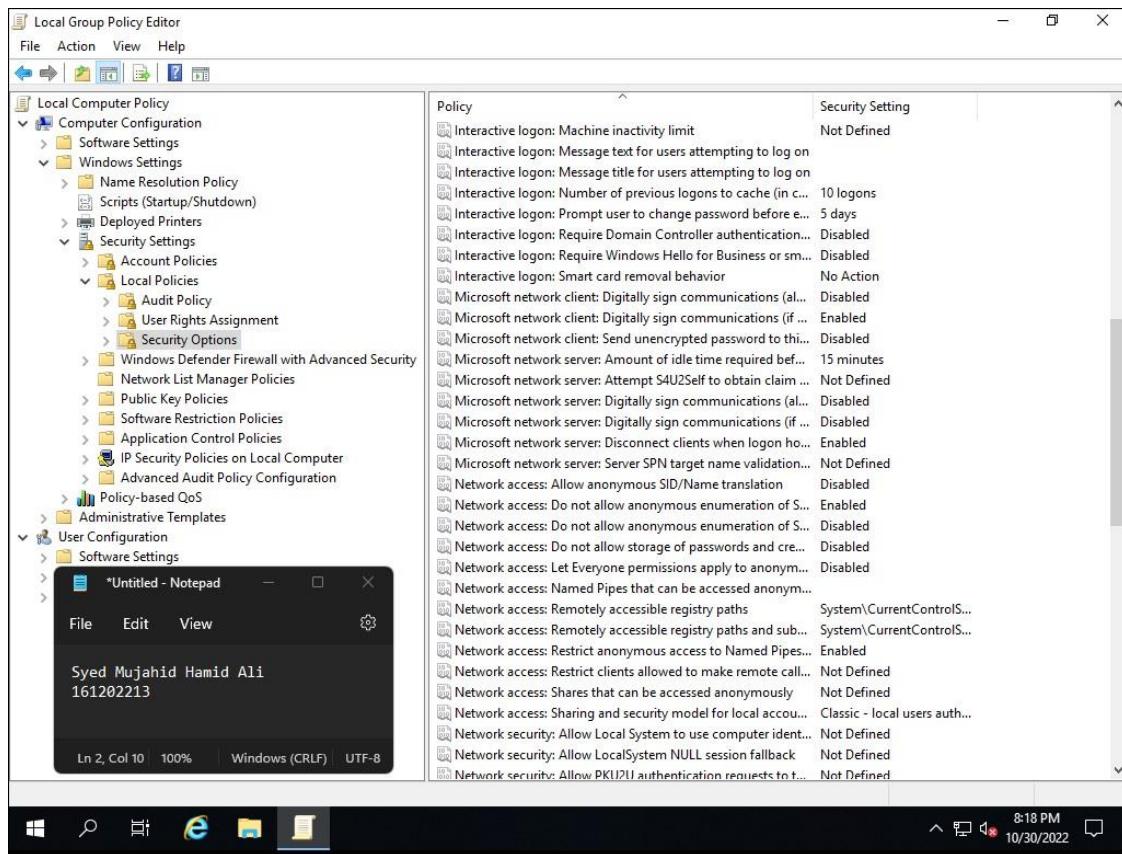 Local Group Policy Editor
File Action View Help
Local Computer Policy
Computer Configuration
Software Settings
Windows Settings
Name Resolution Policy
Scripts (Startup/Shutdown)
Deployed Printers
Security Settings
Account Policies
Local Policies
Audit Policy
User Rights Assignment
Security Options
Windows Defender Firewall with Advanced Security
Network List Manager Policies
Public Key Policies
Software Restriction Policies
Application Control Policies
IP Security Policies on Local Computer
Advanced Audit Policy Configuration
Policy-based QoS
Administrative Templates
User Configuration
Software Settings
*Untitled - Notepad
File Edit View
Syed Mujahid Hamid Ali
161202213
Ln 2, Col 10 100% Windows (CRLF) UTF-8
Policy Security Setting
Interactive logon: Machine inactivity limit Not Defined
Interactive logon: Message text for users attempting to log on
Interactive logon: Message title for users attempting to log on
Interactive logon: Number of previous logons to cache (in c... 10 logons
Interactive logon: Prompt user to change password before e... 5 days
Interactive logon: Require Domain Controller authentication... Disabled
Interactive logon: Require Windows Hello for Business or sm... Disabled
Interactive logon: Smart card removal behavior No Action
Microsoft network client: Digitally sign communications (al... Disabled
Microsoft network client: Digitally sign communications (if ... Enabled
Microsoft network client: Send unencrypted password to thi... Disabled
Microsoft network server: Amount of idle time required bef... 15 minutes
Microsoft network server: Attempt S4U2Self to obtain claim ... Not Defined
Microsoft network server: Digitally sign communications (al... Disabled
Microsoft network server: Digitally sign communications (if ... Disabled
Microsoft network server: Disconnect clients when logon ho... Enabled
Microsoft network server: Server SPN target name validation... Not Defined
Network access: Allow anonymous SID/Name translation Disabled
Network access: Do not allow anonymous enumeration of S... Enabled
Network access: Do not allow anonymous enumeration of S... Disabled
Network access: Do not allow storage of passwords and cre... Disabled
Network access: Let Everyone permissions apply to anonym... Disabled
Network access: Named Pipes that can be accessed anonym...
Network access: Remotely accessible registry paths System\CurrentControlS...
Network access: Remotely accessible registry paths and sub... System\CurrentControlS...
Network access: Restrict anonymous access to Named Pipes... Enabled
Network access: Restrict clients allowed to make remote call... Not Defined
Network access: Shares that can be accessed anonymously Not Defined
Network access: Sharing and security model for local accou... Classic - local users auth...
Network security: Allow Local System to use computer ident... Not Defined
Network security: Allow LocalSystem NULL session fallback Not Defined
Network security: Allow PKU2U authentication requests to t... Not Defined
8:18 PM
10/30/2022